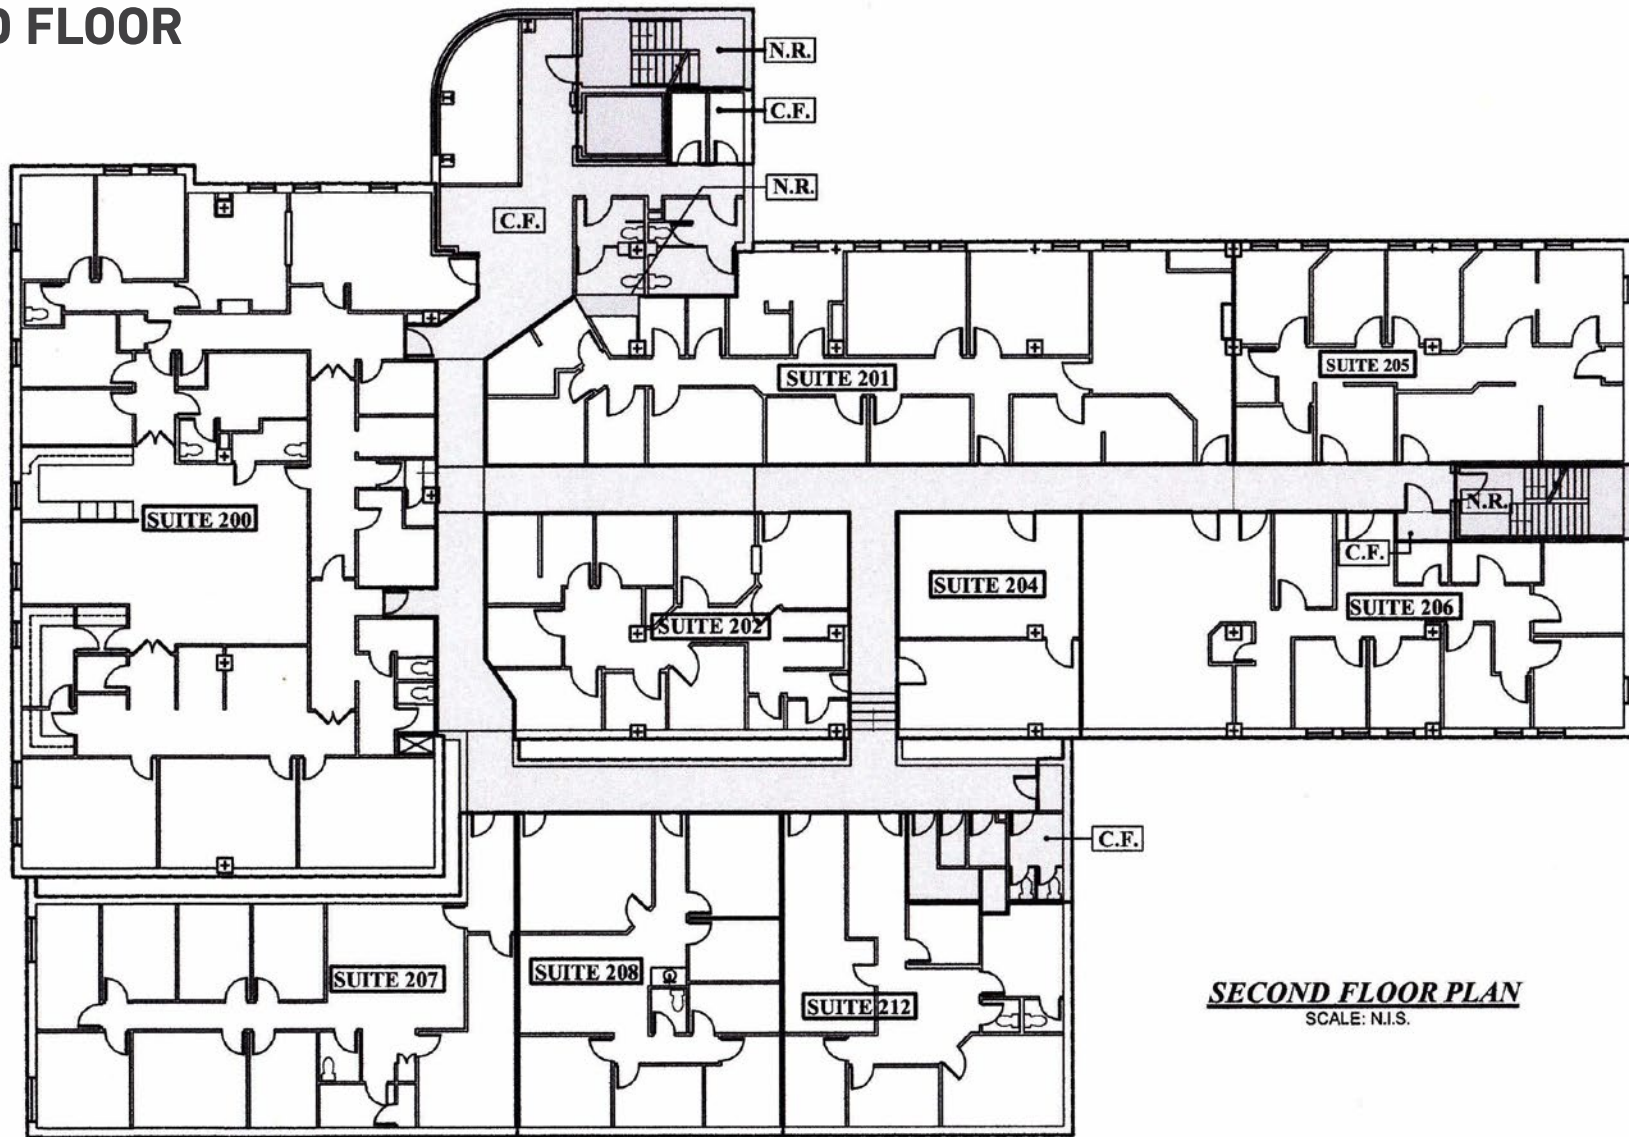 FLOOR
N.R.
C.F.
N.R.
C.F.
SUITE 201
SUITE 205
SUITE 200
N.R.
C.F.
SUITE 204
SUITE 202
SUITE 206
C.F.
SUITE 207
SUITE 208
SUITE 212
SECOND FLOOR PLAN
SCALE: N.I.S.